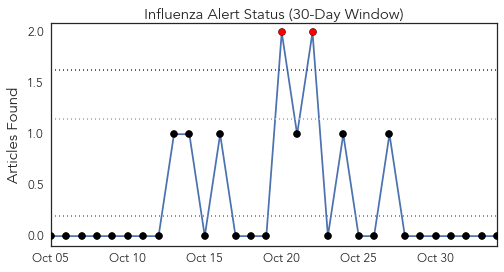 Influenza Alert Status (30-Day Window)
Articles Found
2.0
1.5
1.0
0.5
0.0
Oct 05 Oct 10 Oct 15 Oct 20 Oct 25 Oct 30